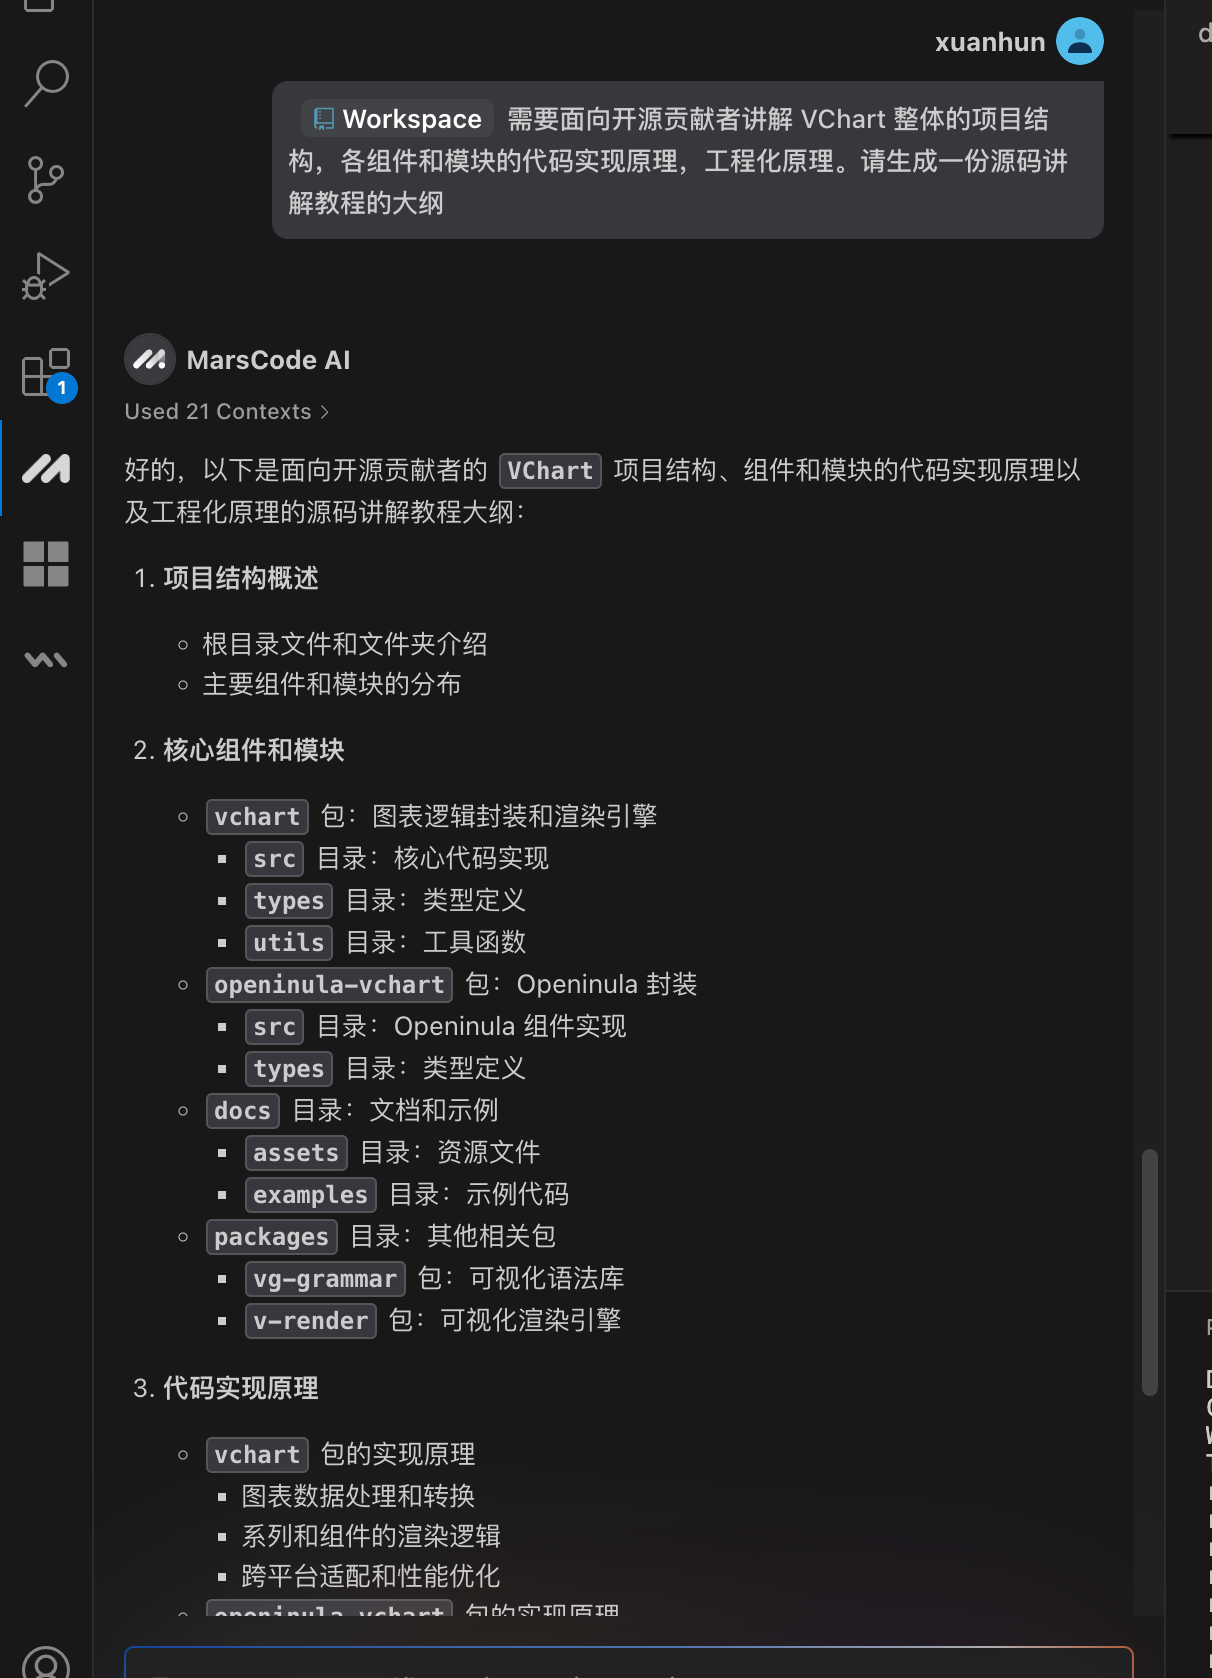 xuanhun
Workspace 需要面向开源贡献者讲解 VChart 整体的项目结
构，各组件和模块的代码实现原理，工程化原理。请生成一份源码讲
解教程的大纲
MarsCode AI
Used 21 Contexts
1
好的，以下是面向开源贡献者的 VChart 项目结构、组件和模块的代码实现原理以
及工程化原理的源码讲解教程大纲：
1. 项目结构概述
根目录文件和文件夹介绍
主要组件和模块的分布
2. 核心组件和模块
vchart 包：图表逻辑封装和渲染引擎
src 目录：核心代码实现
types 目录：类型定义
utils 目录：工具函数
openinula-vchart 包：Openinula 封装
src 目录：Openinula 组件实现
types 目录：类型定义
docs 目录：文档和示例
assets 目录：资源文件
examples 目录：示例代码
packages 目录：其他相关包
vg-grammar 包：可视化语法库
v-render 包：可视化渲染引擎
3. 代码实现原理
vchart 包的实现原理
图表数据处理和转换
系列和组件的渲染逻辑
跨平台适配和性能优化
openinula-vchart 包的实现原理